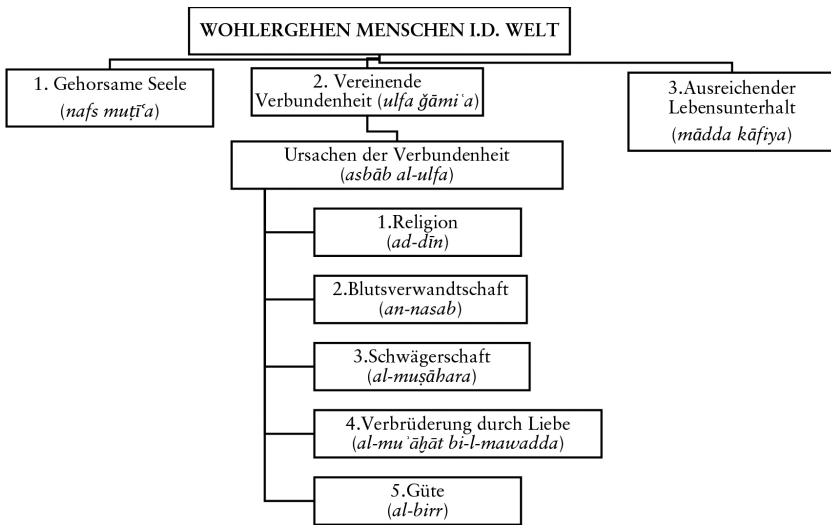 WOHLERGEHEN MENSCHEN I.D. WELT
1. Gehorsame Seele
(nafs muṭīʿa)
2. Vereinende
Verbundenheit (ulfa ǧāmiʿa)
3.Ausreichender
Lebensunterhalt
(mādda kāfiya)
Ursachen der Verbundenheit
(asbāb al-ulfa)
1.Religion
(ad-dīn)
2.Blutsverwandtschaft
(an-nasab)
3.Schwägerschaft
(al-muṣāhara)
4.Verbrüderung durch Liebe
(al-muʾāḫāt bi-l-mawadda)
5.Güte
(al-birr)